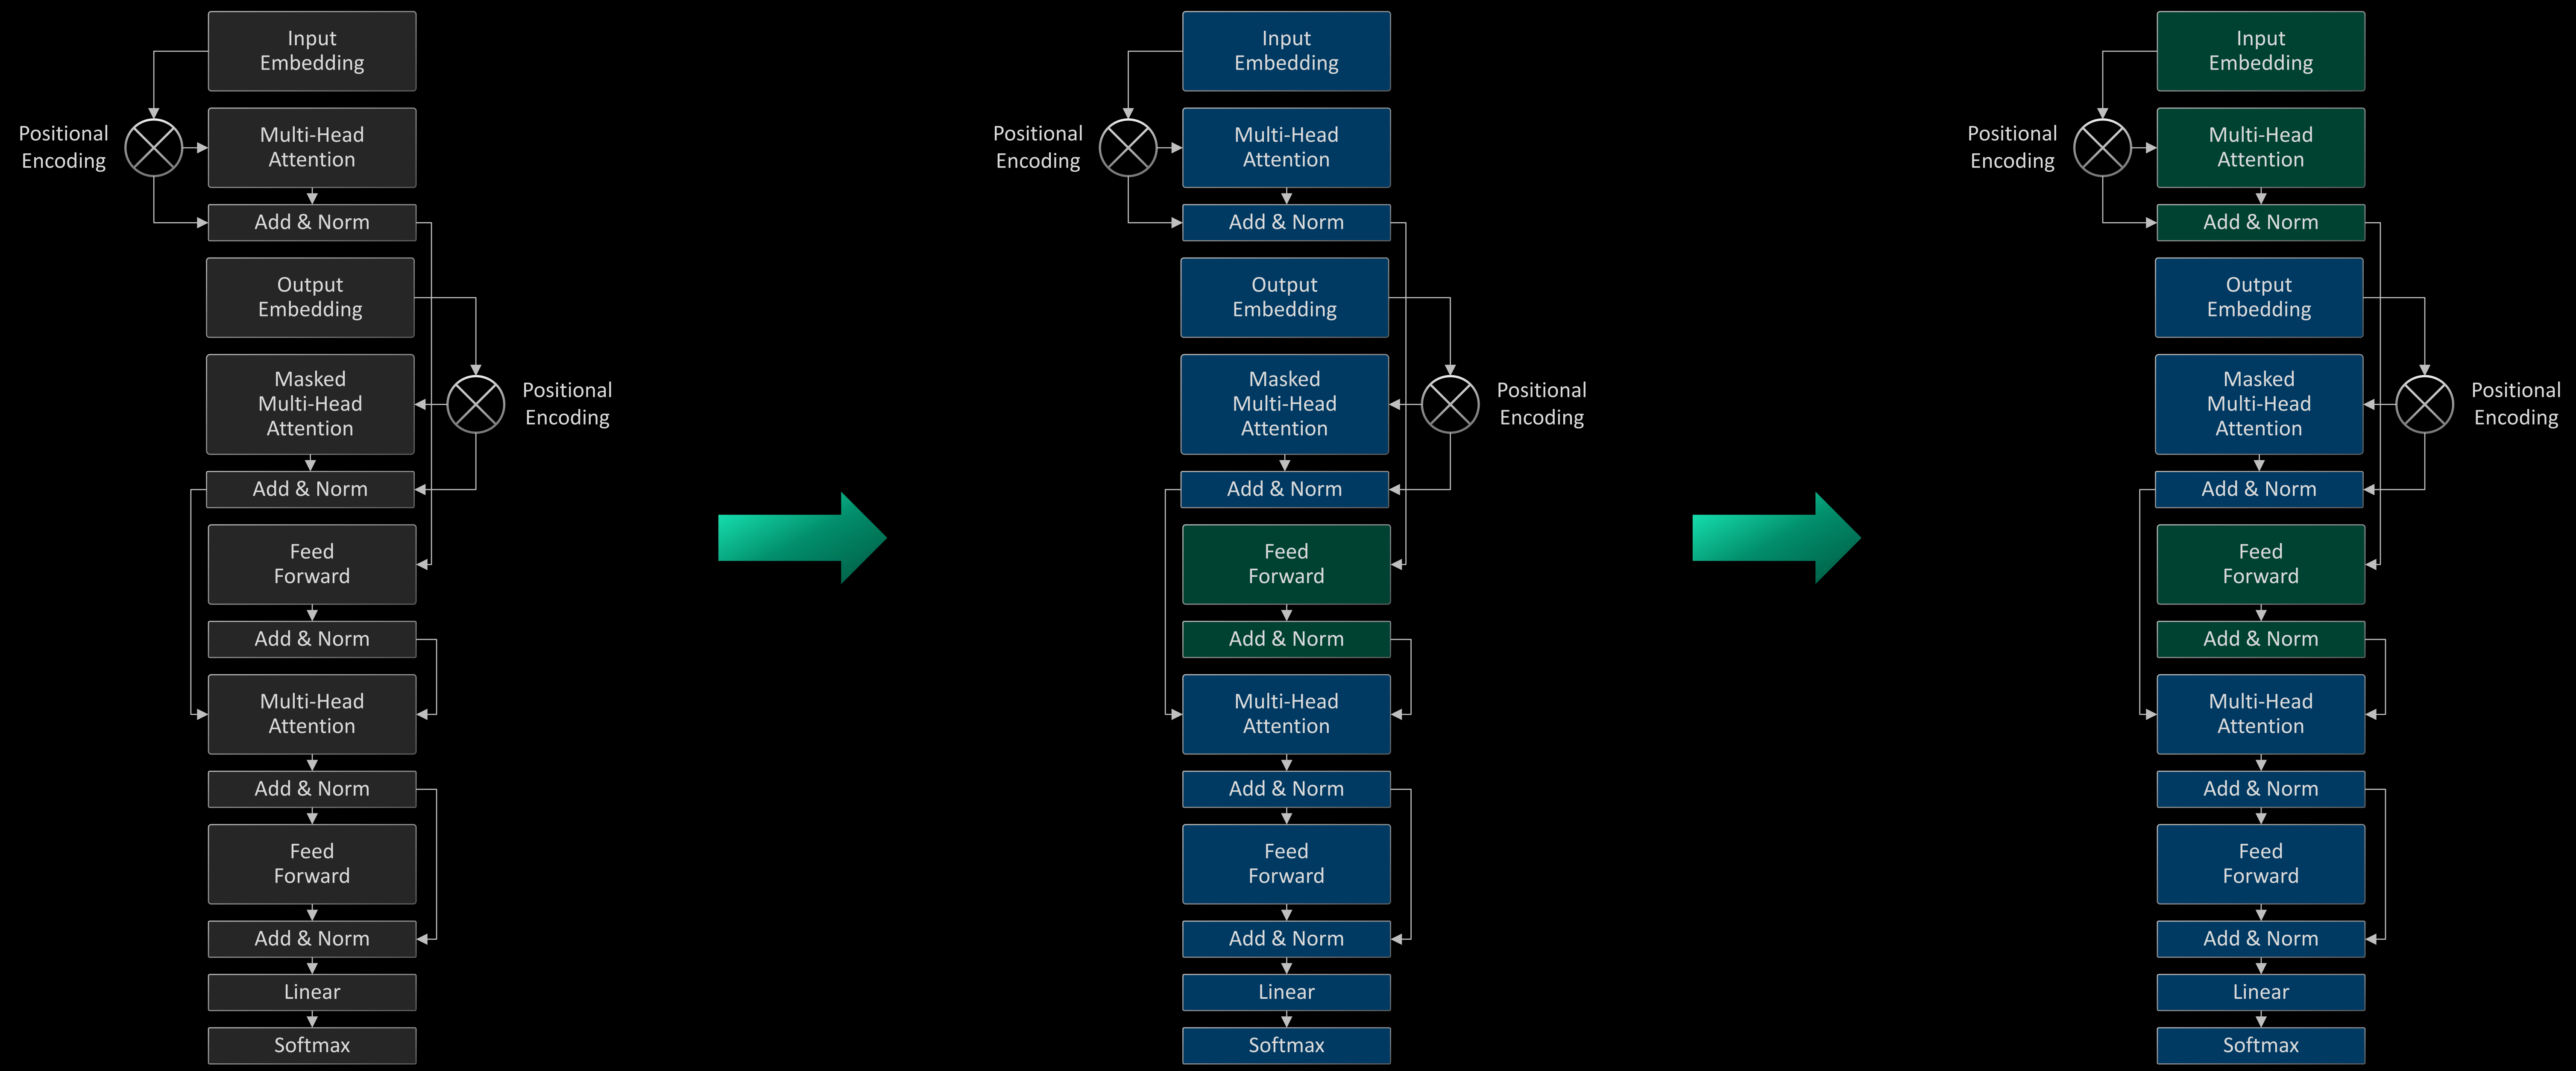 Input
Embedding
Positional
Encoding
Multi-Head
Attention
Add & Norm
Output
Embedding
Masked
Multi-Head
Attention
Positional
Encoding
Add & Norm
Feed
Forward
Add & Norm
Multi-Head
Attention
Add & Norm
Feed
Forward
Add & Norm
Linear
Softmax
Input
Embedding
Positional
Encoding
Multi-Head
Attention
Add & Norm
Output
Embedding
Masked
Multi-Head
Attention
Positional
Encoding
Add & Norm
Feed
Forward
Add & Norm
Multi-Head
Attention
Add & Norm
Feed
Forward
Add & Norm
Linear
Softmax
Input
Embedding
Positional
Encoding
Multi-Head
Attention
Add & Norm
Output
Embedding
Masked
Multi-Head
Attention
Positional
Encoding
Add & Norm
Feed
Forward
Add & Norm
Multi-Head
Attention
Add & Norm
Feed
Forward
Add & Norm
Linear
Softmax